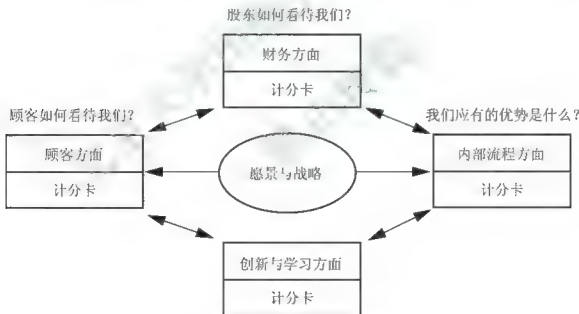 股东如何看待我们?
财务方面
计分卡
顾客如何看待我们?
我们应有的优势是什么?
顾客方面
计分卡
愿景与战略
内部流程方面
计分卡
创新与学习方面
计分卡